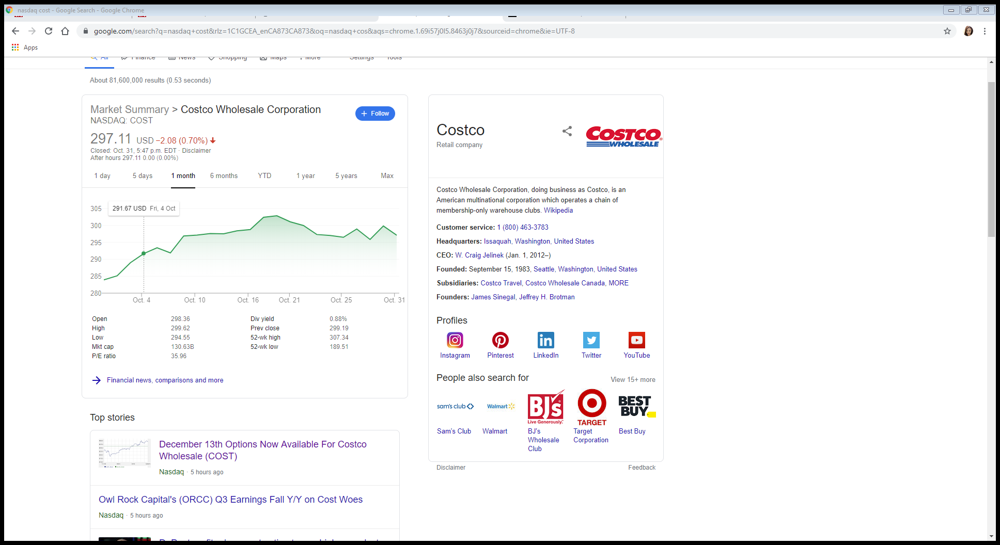 nasdaq cost - Google Search - Google Chrome
google.com/search?q=nasdaq+cost&rlz=1C1GCEA_enCA873CA873&oq=nasdaq+cos&aqs=chrome.1.69i57j0l5.8463j0j7&sourceid=chrome&ie=UTF-8
Apps
All Finance News Shopping Maps More Settings Tools
About 81,600,000 results (0.53 seconds)
Market Summary > Costco Wholesale Corporation
NASDAQ: COST
+ Follow
297.11 USD −2.08 (0.70%)
Closed: Oct. 31, 5:47 p.m. EDT · Disclaimer
After hours 297.11 0.00 (0.00%)
1 day 5 days 1 month 6 months YTD 1 year 5 years Max
291.67 USD Fri, 4 Oct
305
300
295
290
285
280
Oct. 4 Oct. 10 Oct. 16 Oct. 21 Oct. 25 Oct. 31
Open 298.36 Div yield 0.88%
High 299.62 Prev close 299.19
Low 294.55 52-wk high 307.34
Mkt cap 130.63B 52-wk low 189.51
P/E ratio 35.96
Financial news, comparisons and more
Top stories
December 13th Options Now Available For Costco
Wholesale (COST)
Nasdaq · 5 hours ago
Owl Rock Capital's (ORCC) Q3 Earnings Fall Y/Y on Cost Woes
Nasdaq · 5 hours ago
Costco
Retail company
COSTCO
WHOLESALE
Costco Wholesale Corporation, doing business as Costco, is an
American multinational corporation which operates a chain of
membership-only warehouse clubs. Wikipedia
Customer service: 1 (800) 463-3783
Headquarters: Issaquah, Washington, United States
CEO: W. Craig Jelinek (Jan. 1, 2012–)
Founded: September 15, 1983, Seattle, Washington, United States
Subsidiaries: Costco Travel, Costco Wholesale Canada, MORE
Founders: James Sinegal, Jeffrey H. Brotman
Profiles
in
Instagram Pinterest LinkedIn Twitter YouTube
People also search for
View 15+ more
sam's club
Walmart
BJ's
Live Generously.
TARGET
BEST
BUY
Sam's Club
Walmart
BJ's
Wholesale
Club
Target
Corporation
Best Buy
Disclaimer Feedback